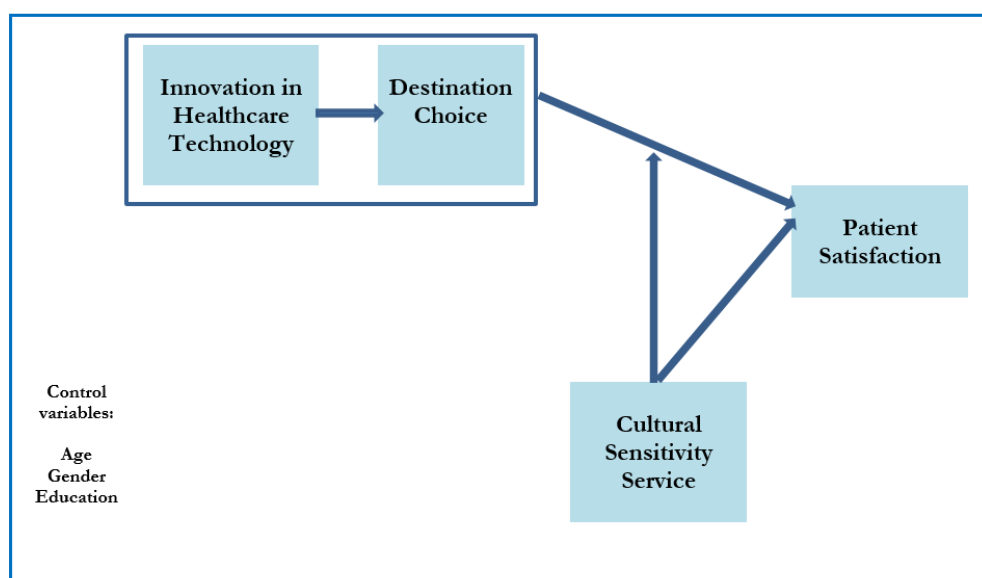 Innovation in
Healthcare
Technology
Destination
Choice
Patient
Satisfaction
Cultural
Sensitivity
Service
Control
variables:
Age
Gender
Education